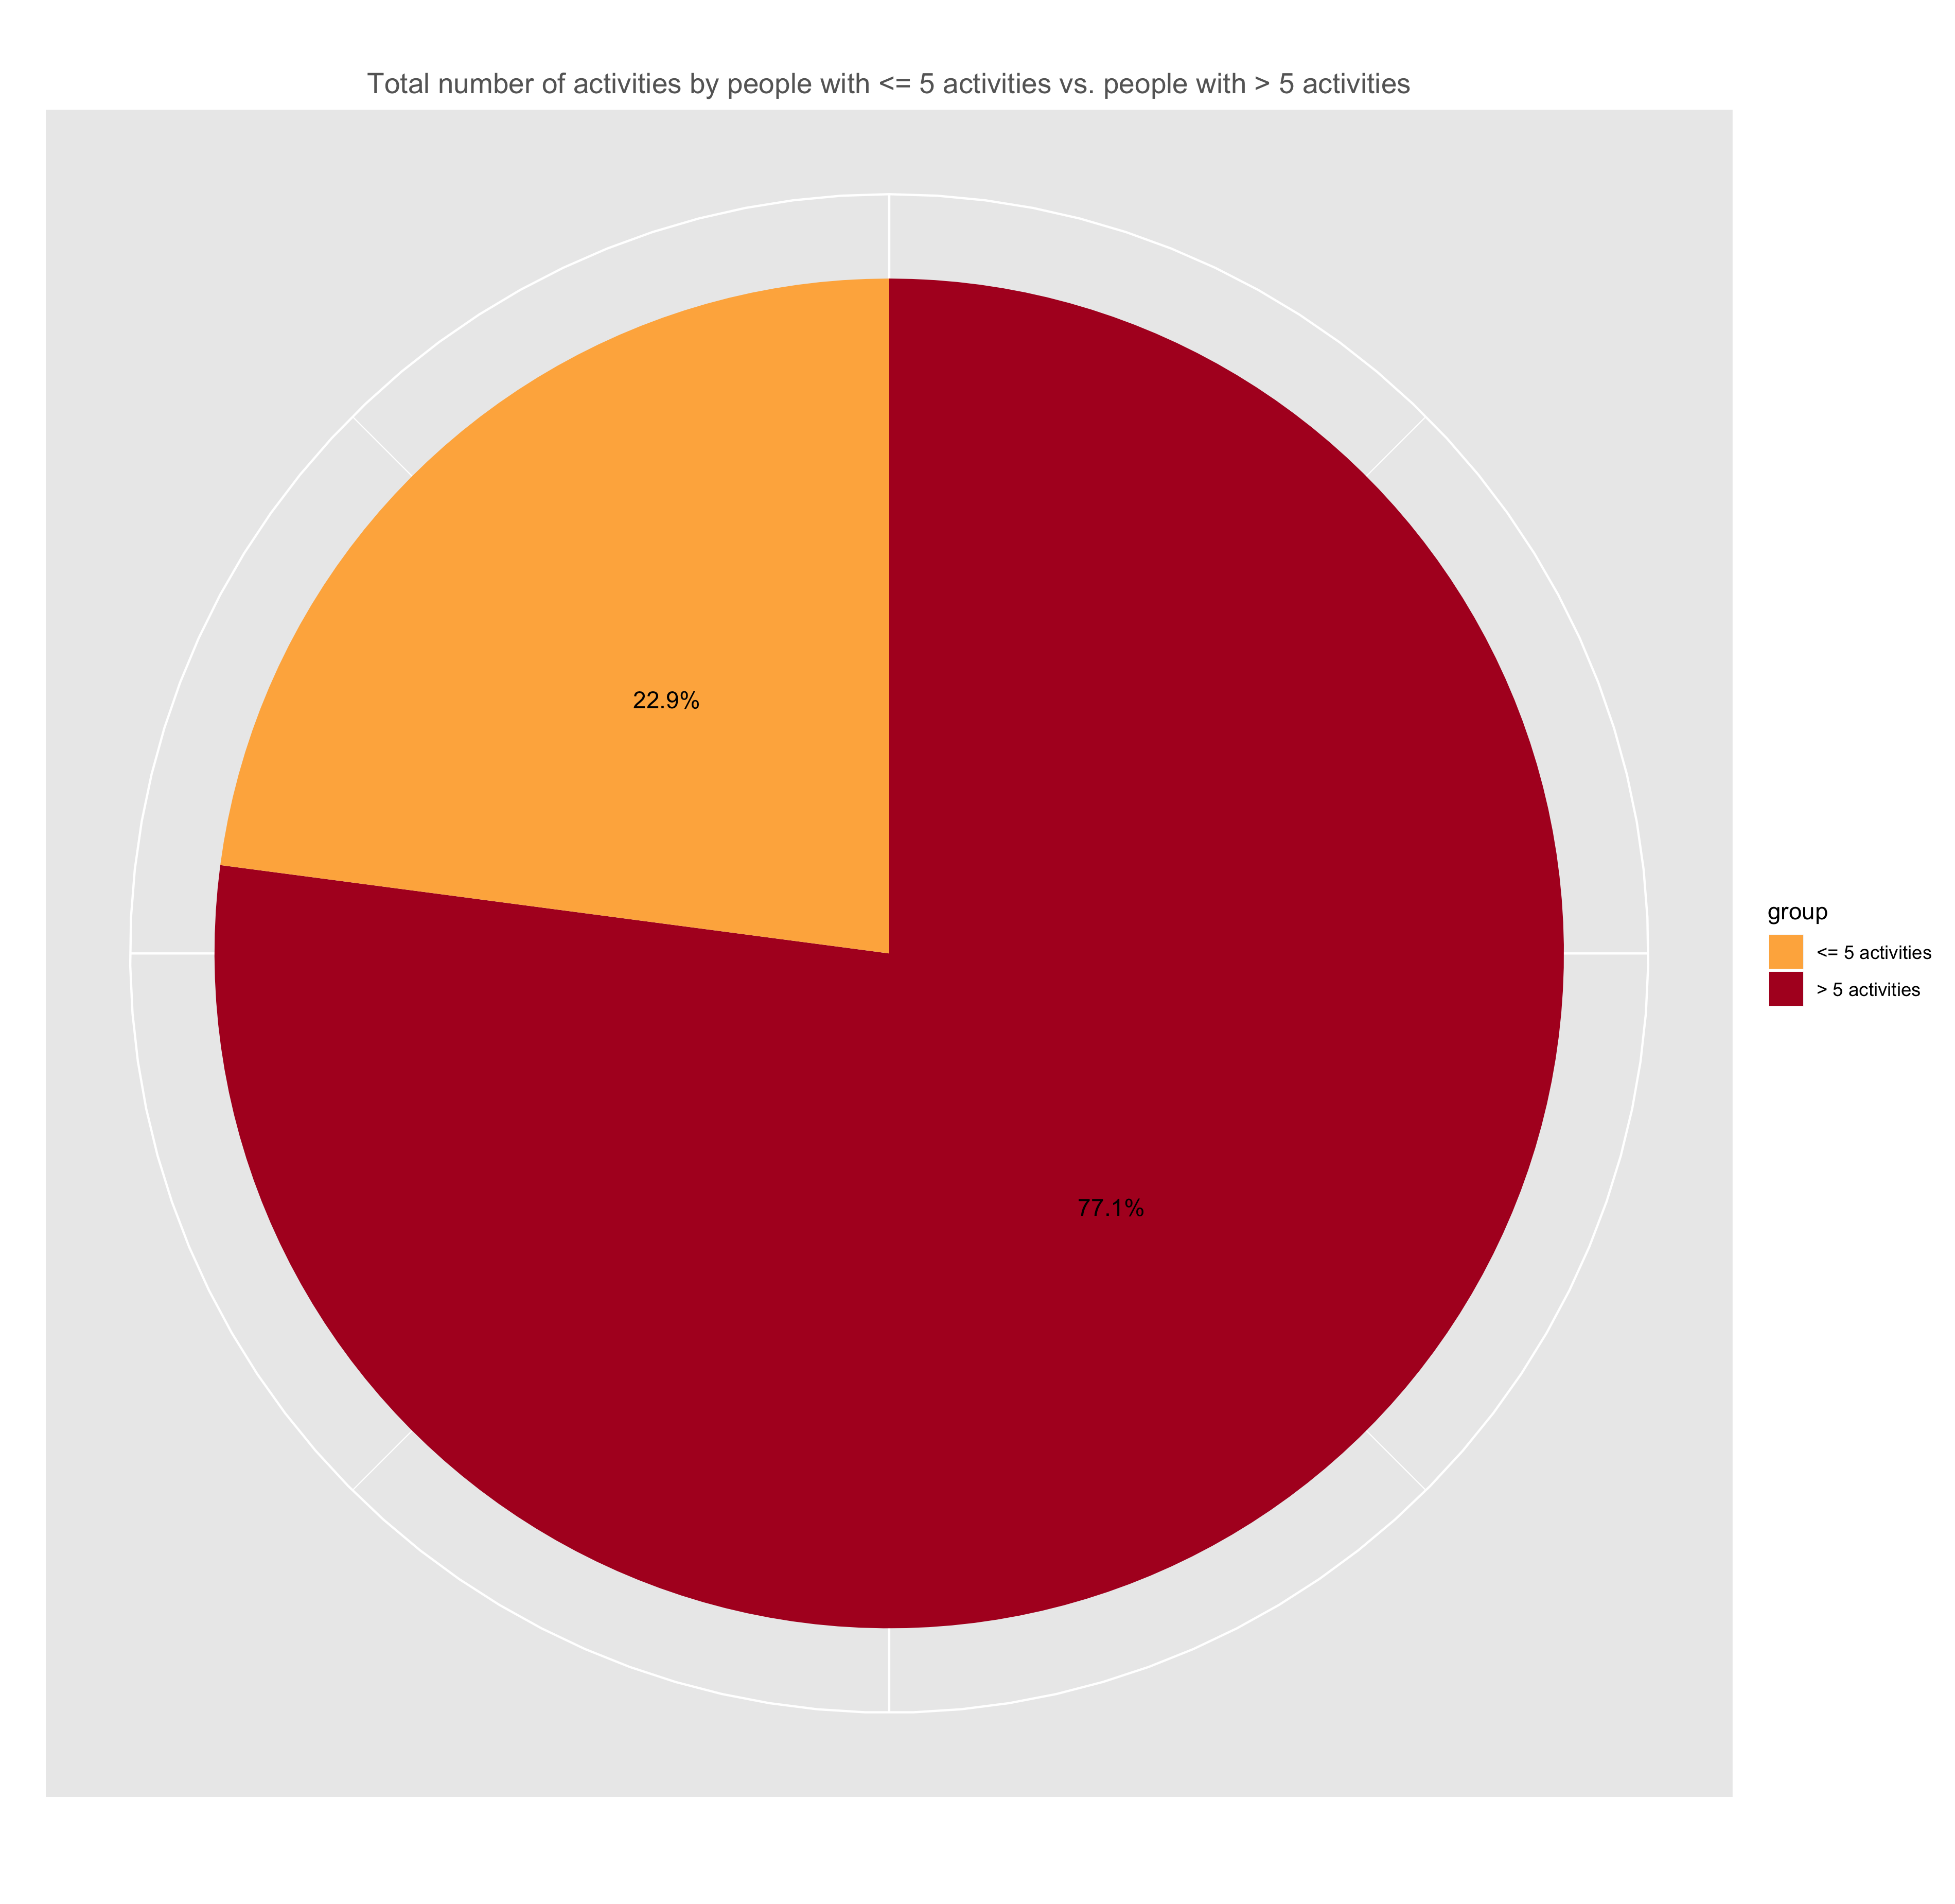 Total number of activities by people with <= 5 activities vs. people with > 5 activities
22.9%
77.1%
group
<= 5 activities
> 5 activities